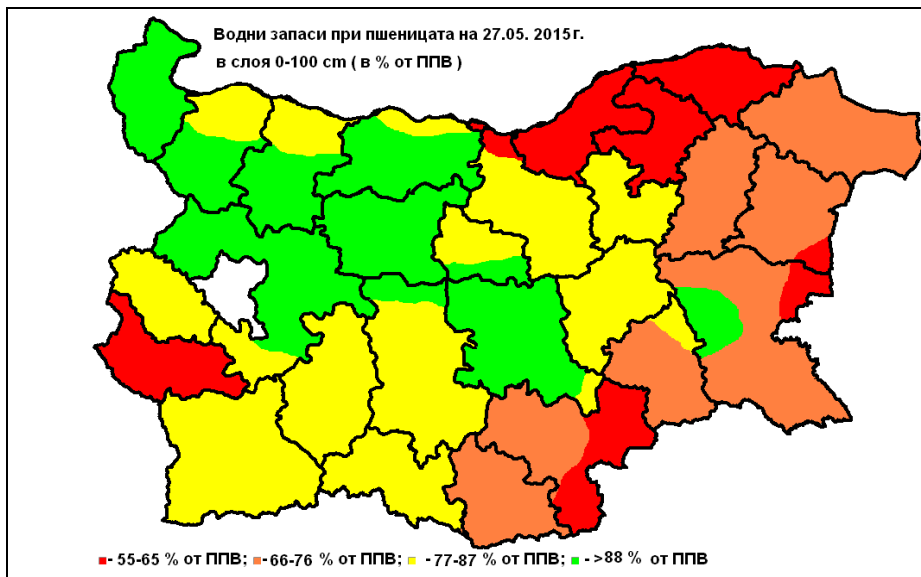 Водни запаси при пшеницата на 27.05. 2015г.
в слоя 0-100 cm ( в % от ППВ )
- 55-65 % от ППВ; - 66-76 % от ППВ; - 77-87 % от ППВ; - >88 % от ППВ